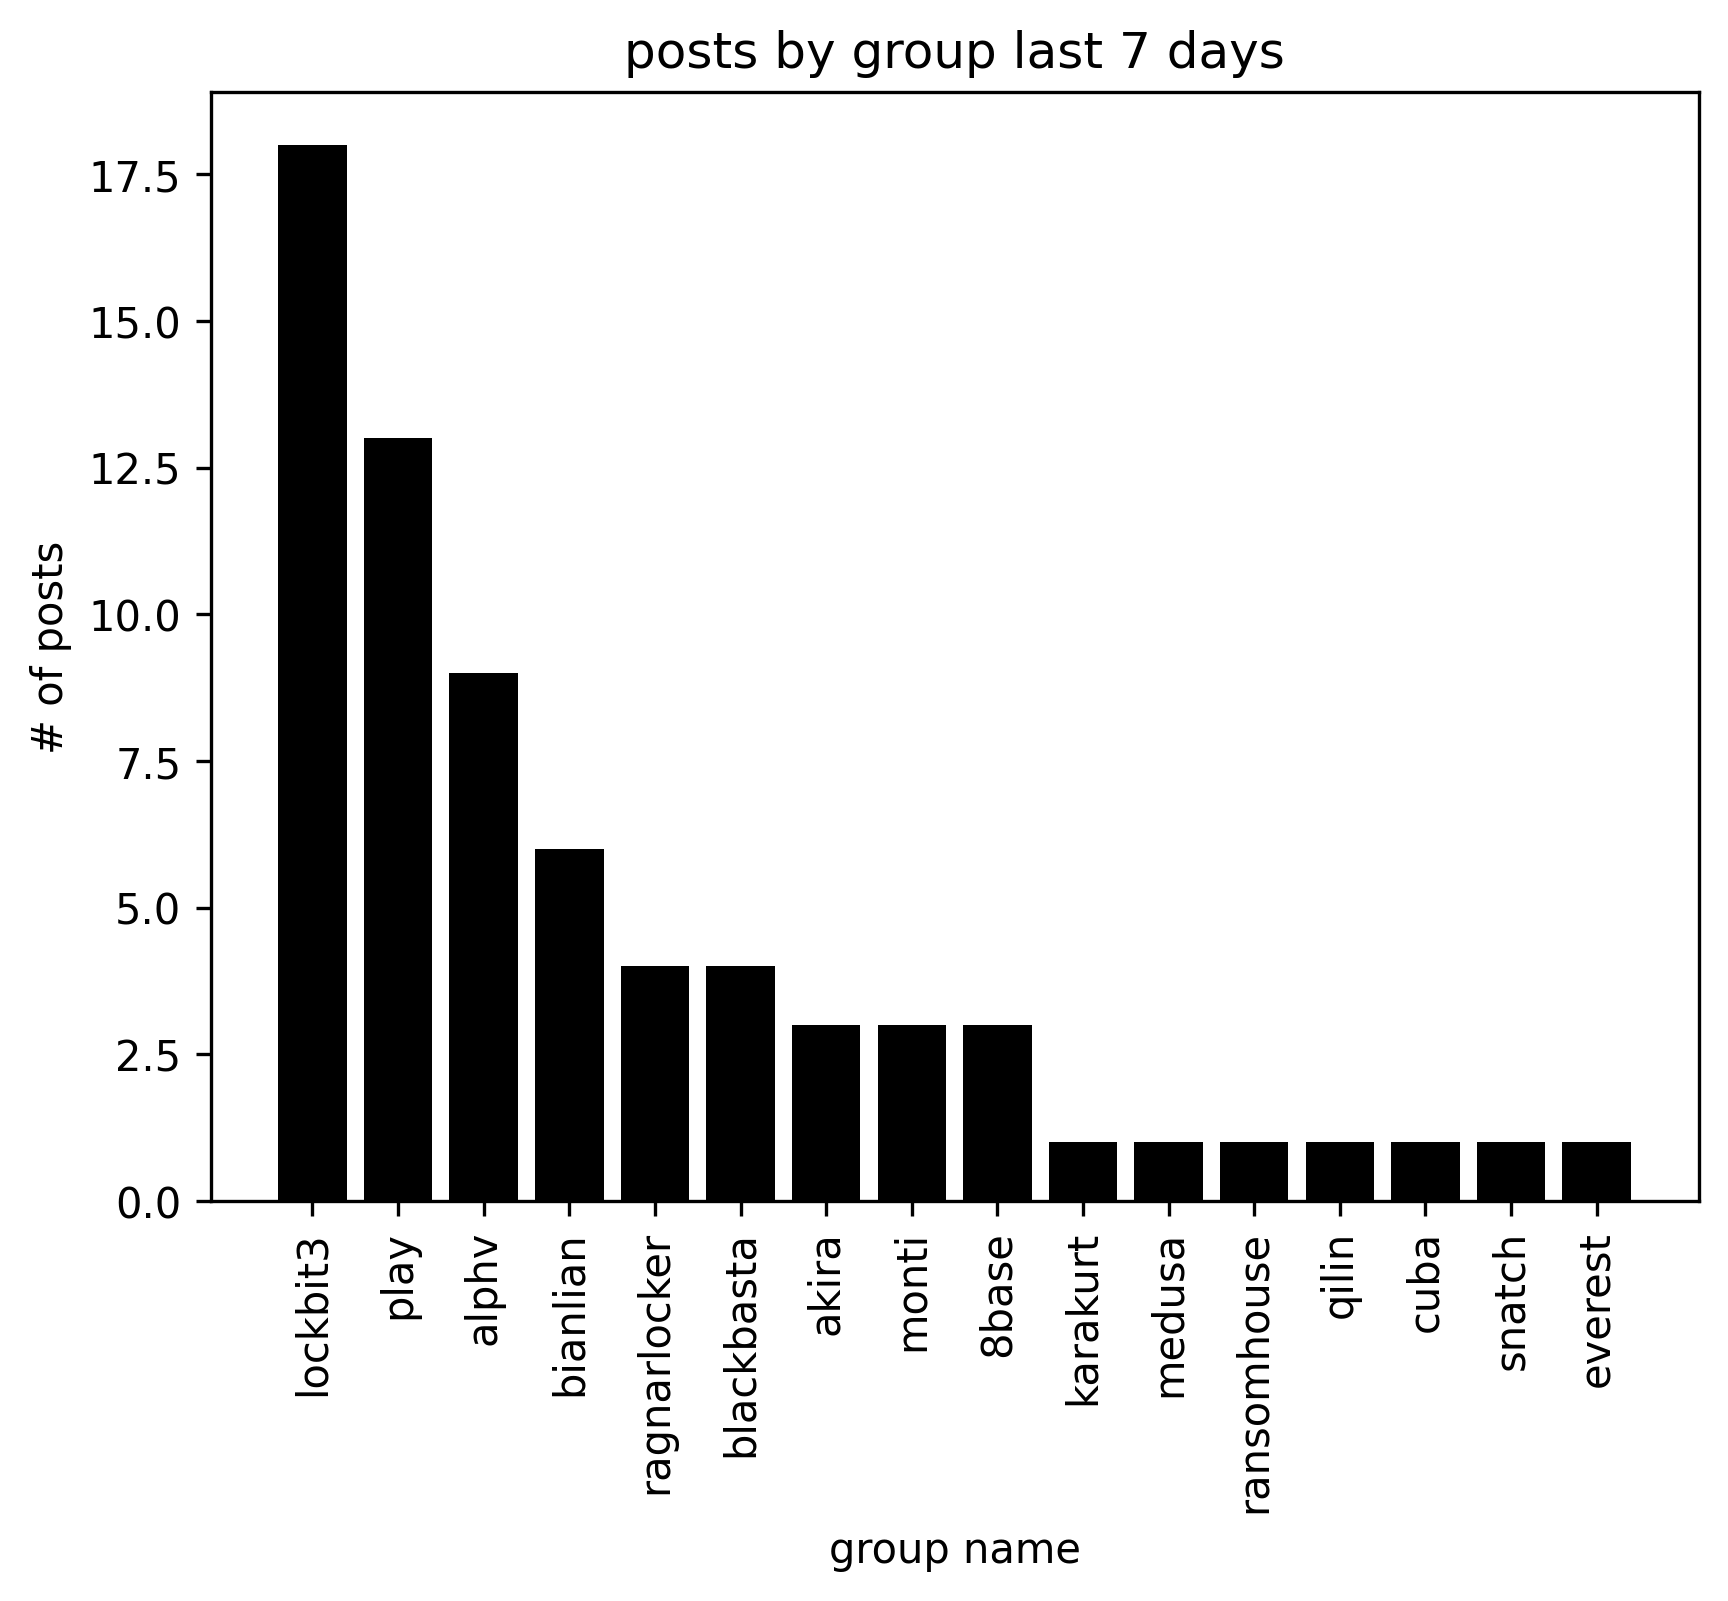 posts by group last 7 days
# of posts
17.5
15.0
12.5
10.0
7.5
5.0
2.5
0.0
lockbit3
play
alphv
bianlian
ragnarlocker
blackbasta
akira
monti
8base
karakurt
medusa
ransomhouse
qilin
cuba
snatch
everest
group name